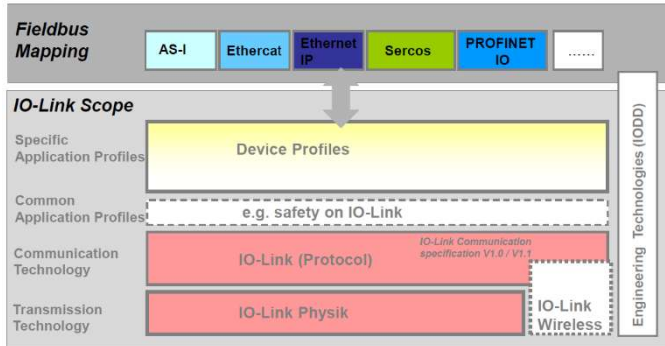 Fieldbus
Mapping
AS-I
Ethercat
Ethernet
IP
Sercos
PROFINET
IO
......
IO-Link Scope
Specific
Application Profiles
Device Profiles
Common
Application Profiles
e.g. safety on IO-Link
Communication
Technology
IO-Link (Protocol)
IO-Link Communication
specification V1.0 / V1.1
Transmission
Technology
IO-Link Physik
IO-Link
Wireless
Engineering Technologies (IODD)